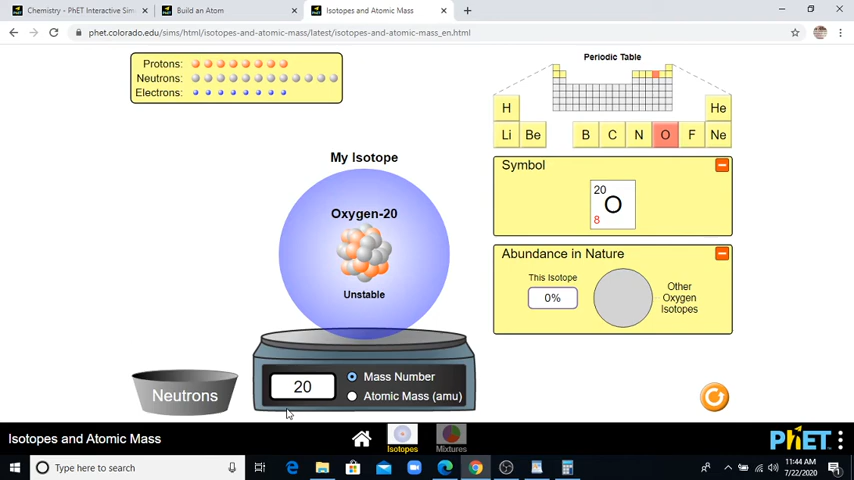 Chemistry - PhET Interactive Sim
Build an Atom
Isotopes and Atomic Mass
phet.colorado.edu/sims/html/isotopes-and-atomic-mass/latest/isotopes-and-atomic-mass_en.html
Protons:
Neutrons:
Electrons:
Periodic Table
H
He
Li
Be
B
C
N
O
F
Ne
My Isotope
Oxygen-20
Unstable
Symbol
20
O
8
Abundance in Nature
This Isotope
0%
Other
Oxygen
Isotopes
Neutrons
20
Mass Number
Atomic Mass (amu)
Isotopes and Atomic Mass
Isotopes
Mixtures
PhET
Type here to search
11:44 AM
7/22/2020